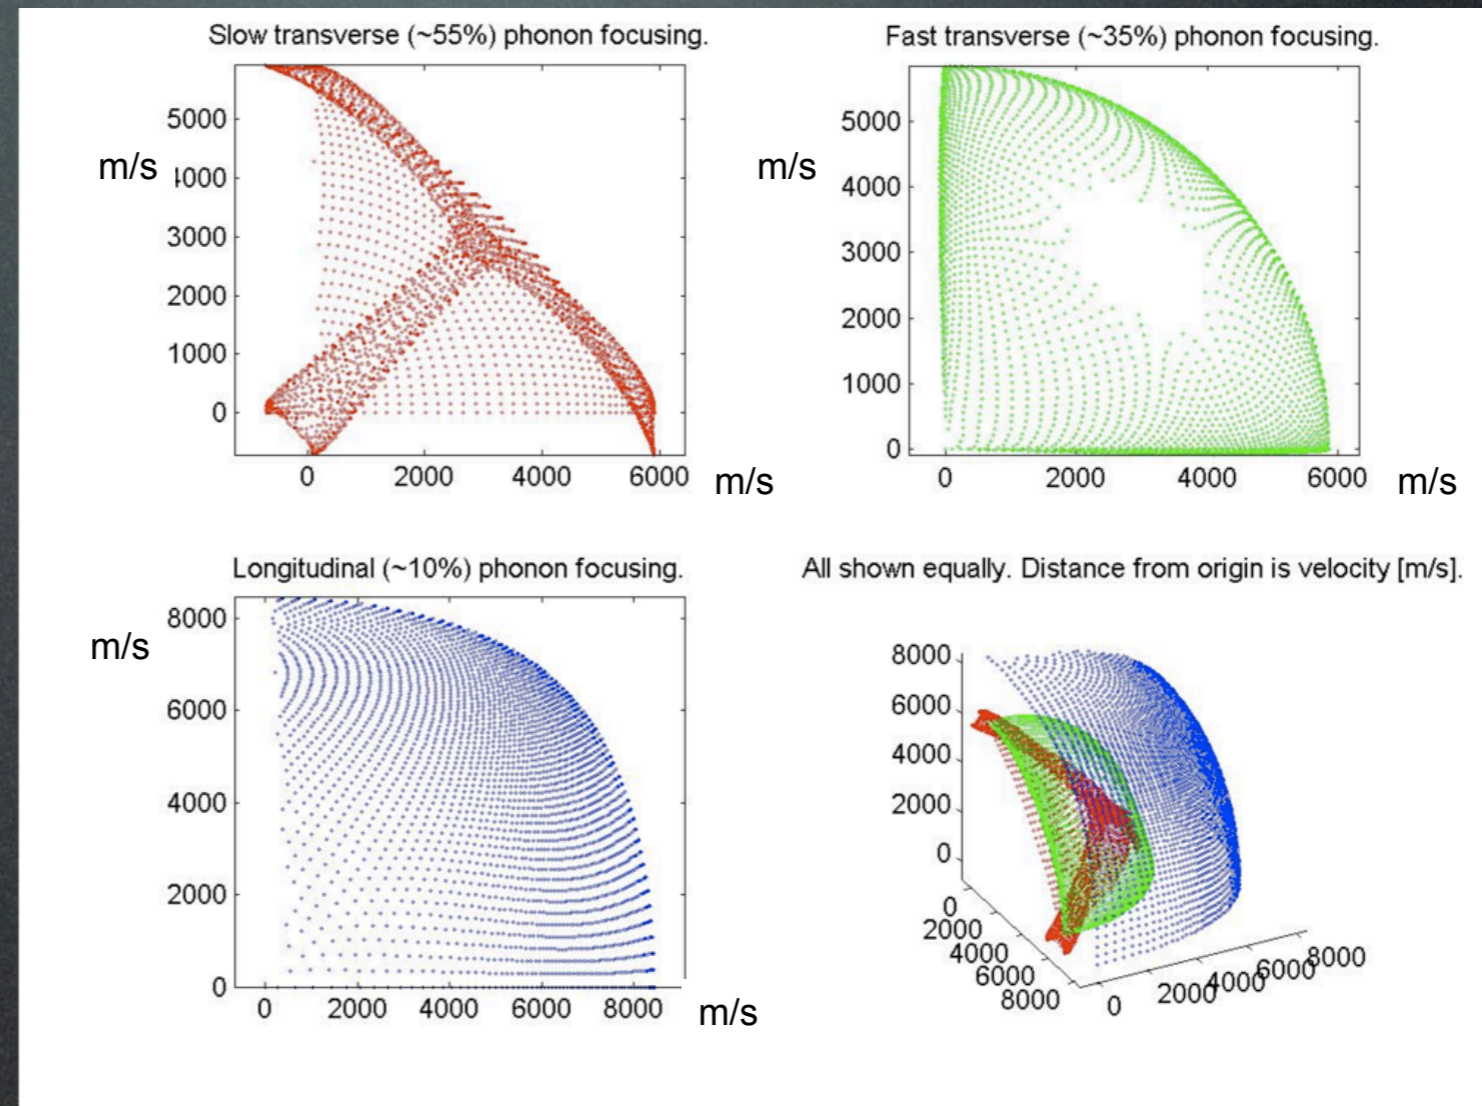 Slow transverse (~55%) phonon focusing.
5000
m/s
4000
3000
2000
1000
0
0 2000 4000 6000 m/s
Fast transverse (~35%) phonon focusing.
5000
m/s
4000
3000
2000
1000
0
0 2000 4000 6000 m/s
Longitudinal (~10%) phonon focusing.
8000
m/s
6000
4000
2000
0
0 2000 4000 6000 8000 m/s
All shown equally. Distance from origin is velocity [m/s].
8000
6000
4000
2000
0
0
2000
4000
6000
8000
0 2000 4000 6000 8000